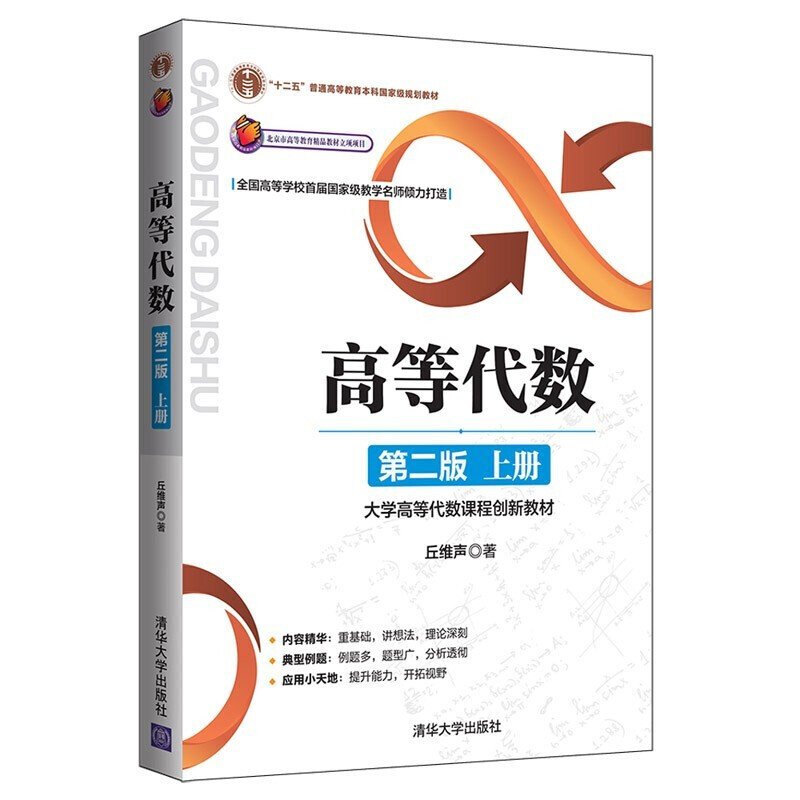 GAODENG DAISHU
高等代数
第二版 上册
丘维声◎著
清华大学出版社
十二五
“十二五”普通高等教育本科国家级规划教材
北京市高等教育精品教材立项项目
全国高等学校首届国家级教学名师倾力打造
高等代数
第二版 上册
大学高等代数课程创新教材
丘维声◎著
内容精华：重基础，讲想法，理论深刻
典型例题：例题多，题型广，分析透彻
应用小天地：提升能力，开拓视野
清华大学出版社